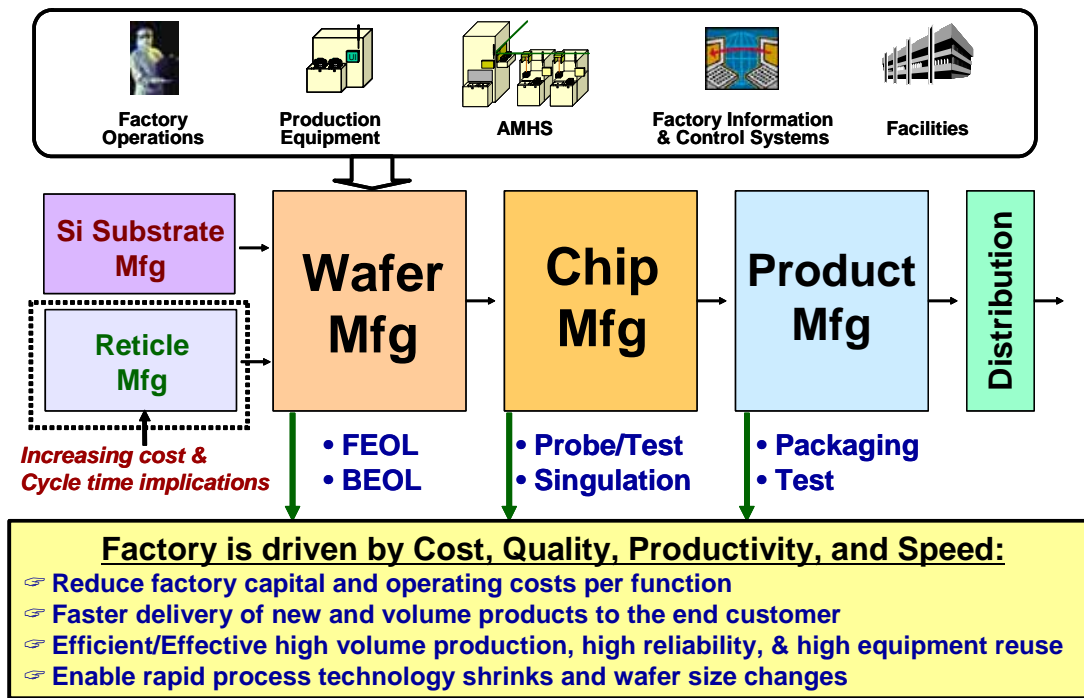 Factory
Operations
Production
Equipment
AMHS
Factory Information
& Control Systems
Facilities
Si Substrate
Mfg
Reticle
Mfg
Increasing cost &
Cycle time implications
Wafer
Mfg
Chip
Mfg
Product
Mfg
Distribution
• FEOL
• BEOL
• Probe/Test
• Singulation
• Packaging
• Test
Factory is driven by Cost, Quality, Productivity, and Speed:
☞ Reduce factory capital and operating costs per function
☞ Faster delivery of new and volume products to the end customer
☞ Efficient/Effective high volume production, high reliability, & high equipment reuse
☞ Enable rapid process technology shrinks and wafer size changes